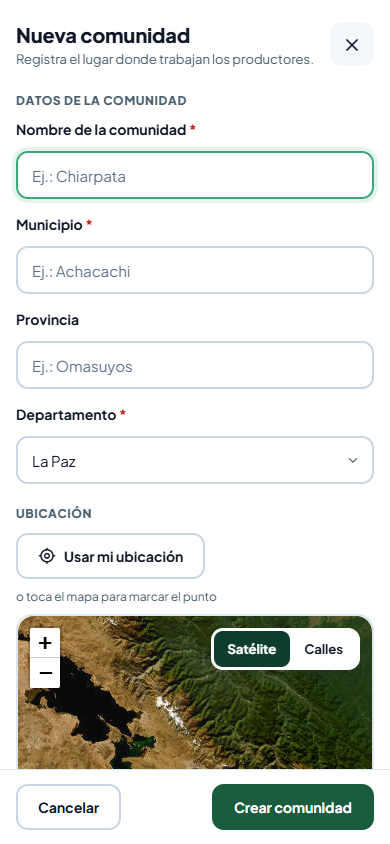 Nueva comunidad
Registra el lugar donde trabajan los productores.
DATOS DE LA COMUNIDAD
Nombre de la comunidad *
Ej.: Chiarpata
Municipio *
Ej.: Achacachi
Provincia
Ej.: Omasuyos
Departamento *
La Paz
UBICACIÓN
Usar mi ubicación
o toca el mapa para marcar el punto
+
−
Satélite
Calles
Cancelar
Crear comunidad